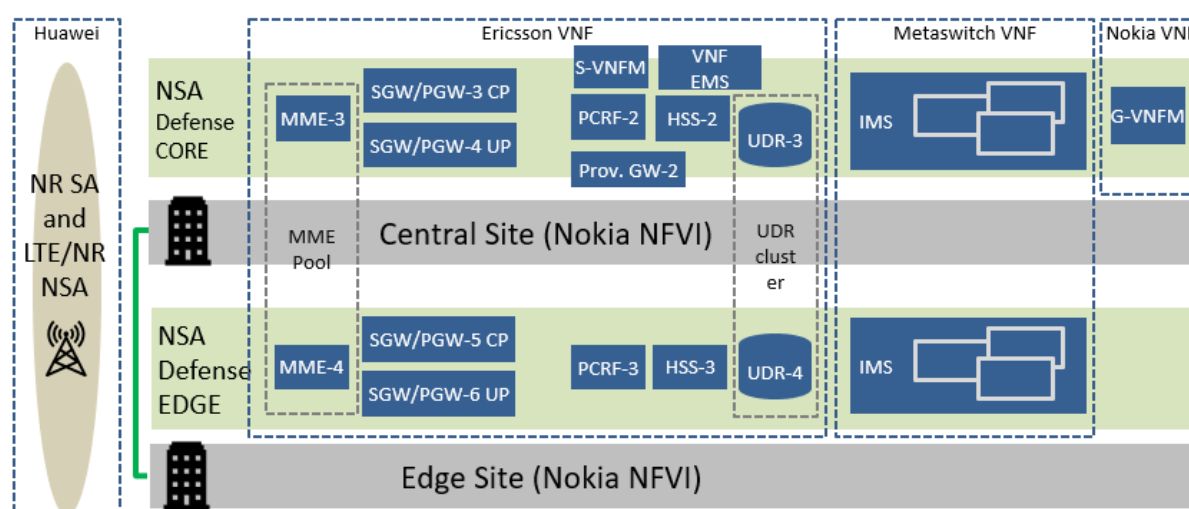 Huawei
Ericsson VNF
Metaswitch VNF
Nokia VNF
NR SA
and
LTE/NR
NSA
NSA
Defense
CORE
MME-3
SGW/PGW-3 CP
SGW/PGW-4 UP
S-VNFM
VNF
EMS
PCRF-2
HSS-2
Prov. GW-2
UDR-3
IMS
G-VNFM
MME
Pool
Central Site (Nokia NFVI)
UDR
clust
er
NSA
Defense
EDGE
MME-4
SGW/PGW-5 CP
SGW/PGW-6 UP
PCRF-3
HSS-3
UDR-4
IMS
Edge Site (Nokia NFVI)